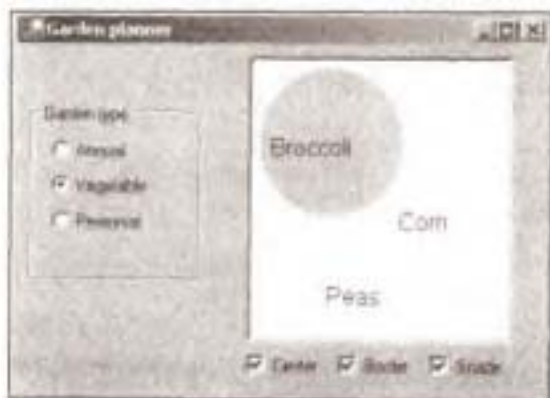 Garden planner
Garden type
Annual
Vegetable
Perennial
Broccoli
Corn
Peas
Center
Border
Shade